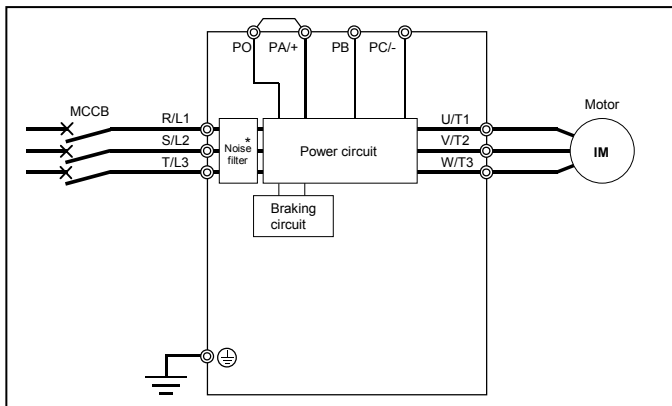 PO PA/+ PB PC/-
MCCB
R/L1
S/L2
T/L3
*
Noise
filter
Power circuit
Braking
circuit
U/T1
V/T2
W/T3
Motor
IM